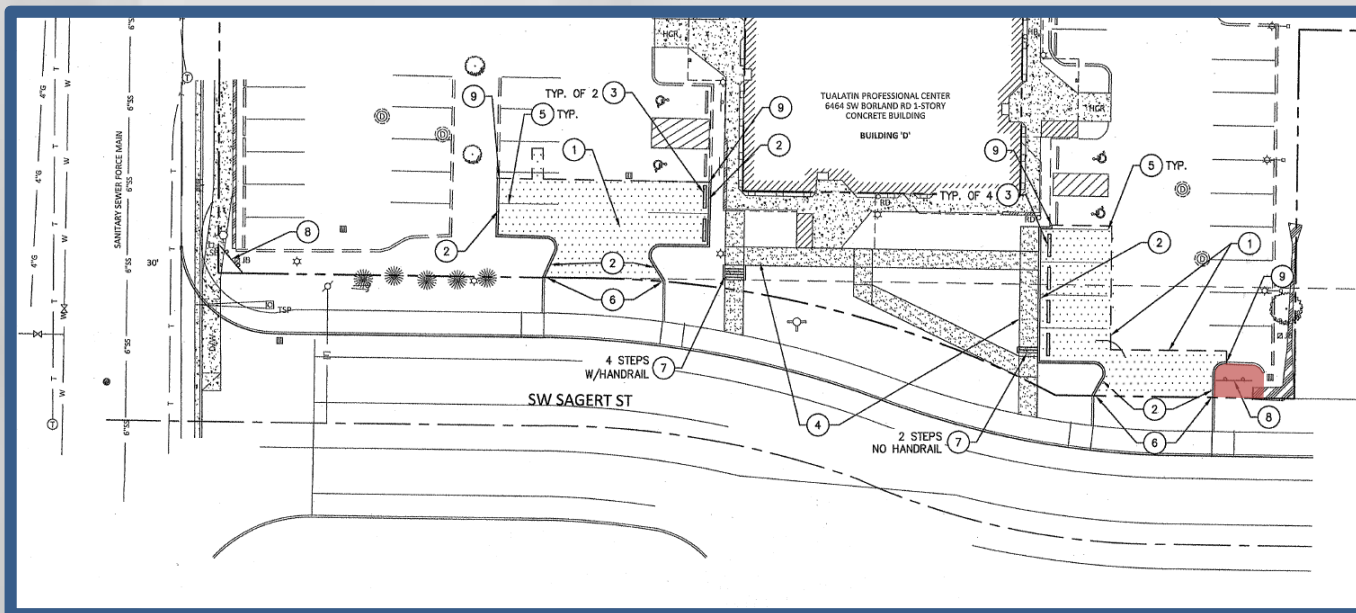 4"G
T
W
6"SS
SANITARY SEWER FORCE MAIN
6"SS
T
HCR
TYP. OF 2 3
9
5 TYP.
1
9
2
TUALATIN PROFESSIONAL CENTER
6464 SW BORLAND RD 1-STORY
CONCRETE BUILDING
BUILDING 'D'
HCR
9
5 TYP.
TYP. OF 4 3
RD
RD
2
1
9
4"G
W
6"SS
30'
8
JB
2
2
6
TSP
D/W
4 STEPS
W/HANDRAIL 7
SW SAGERT ST
4
2 STEPS
NO HANDRAIL 7
2
6
8
T
W
6"SS